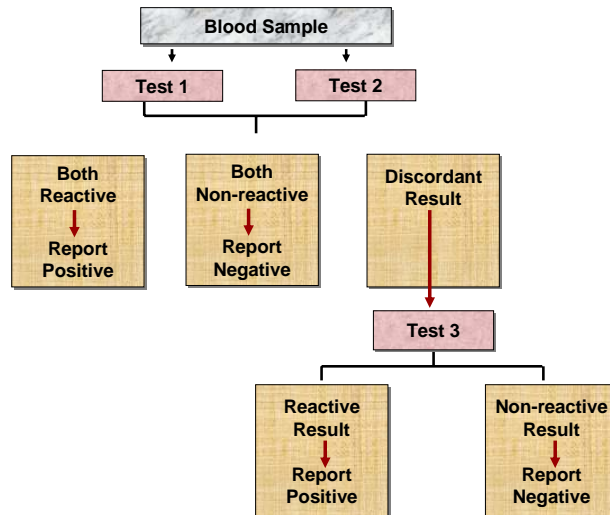 Blood Sample
Test 1
Test 2
Both
Reactive
Report
Positive
Both
Non-reactive
Report
Negative
Discordant
Result
Test 3
Reactive
Result
Report
Positive
Non-reactive
Result
Report
Negative